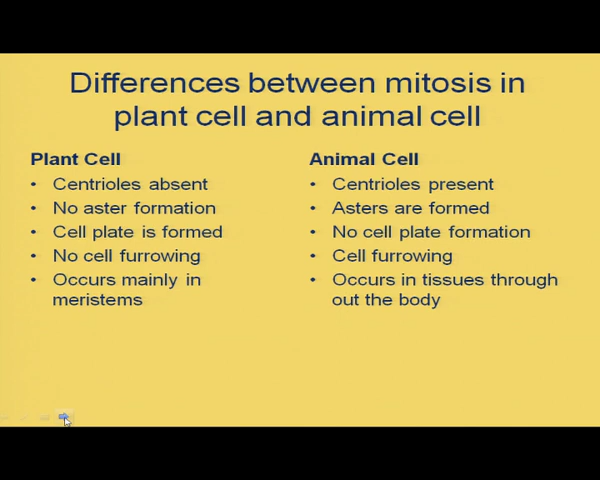 Differences between mitosis in
plant cell and animal cell
Plant Cell
• Centrioles absent
• No aster formation
• Cell plate is formed
• No cell furrowing
• Occurs mainly in
meristems
Animal Cell
• Centrioles present
• Asters are formed
• No cell plate formation
• Cell furrowing
• Occurs in tissues through
out the body